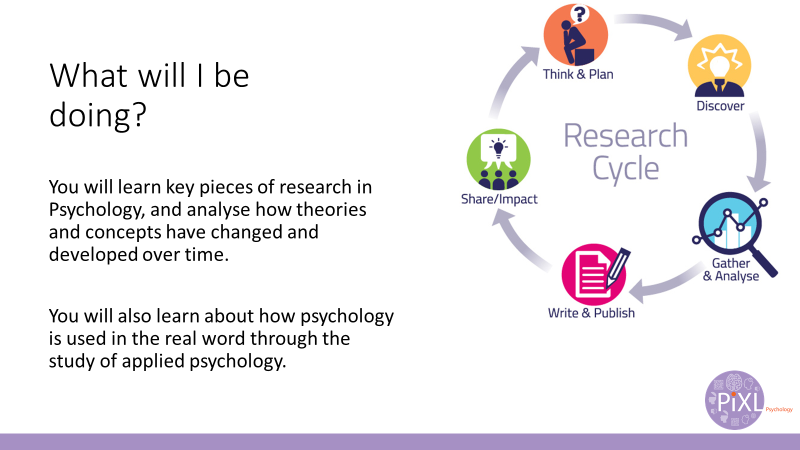 What will I be
doing?
You will learn key pieces of research in
Psychology, and analyse how theories
and concepts have changed and
developed over time.
You will also learn about how psychology
is used in the real word through the
study of applied psychology.
?
Think & Plan
Discover
Research
Cycle
Share/Impact
Gather
& Analyse
Write & Publish
PiXL Psychology